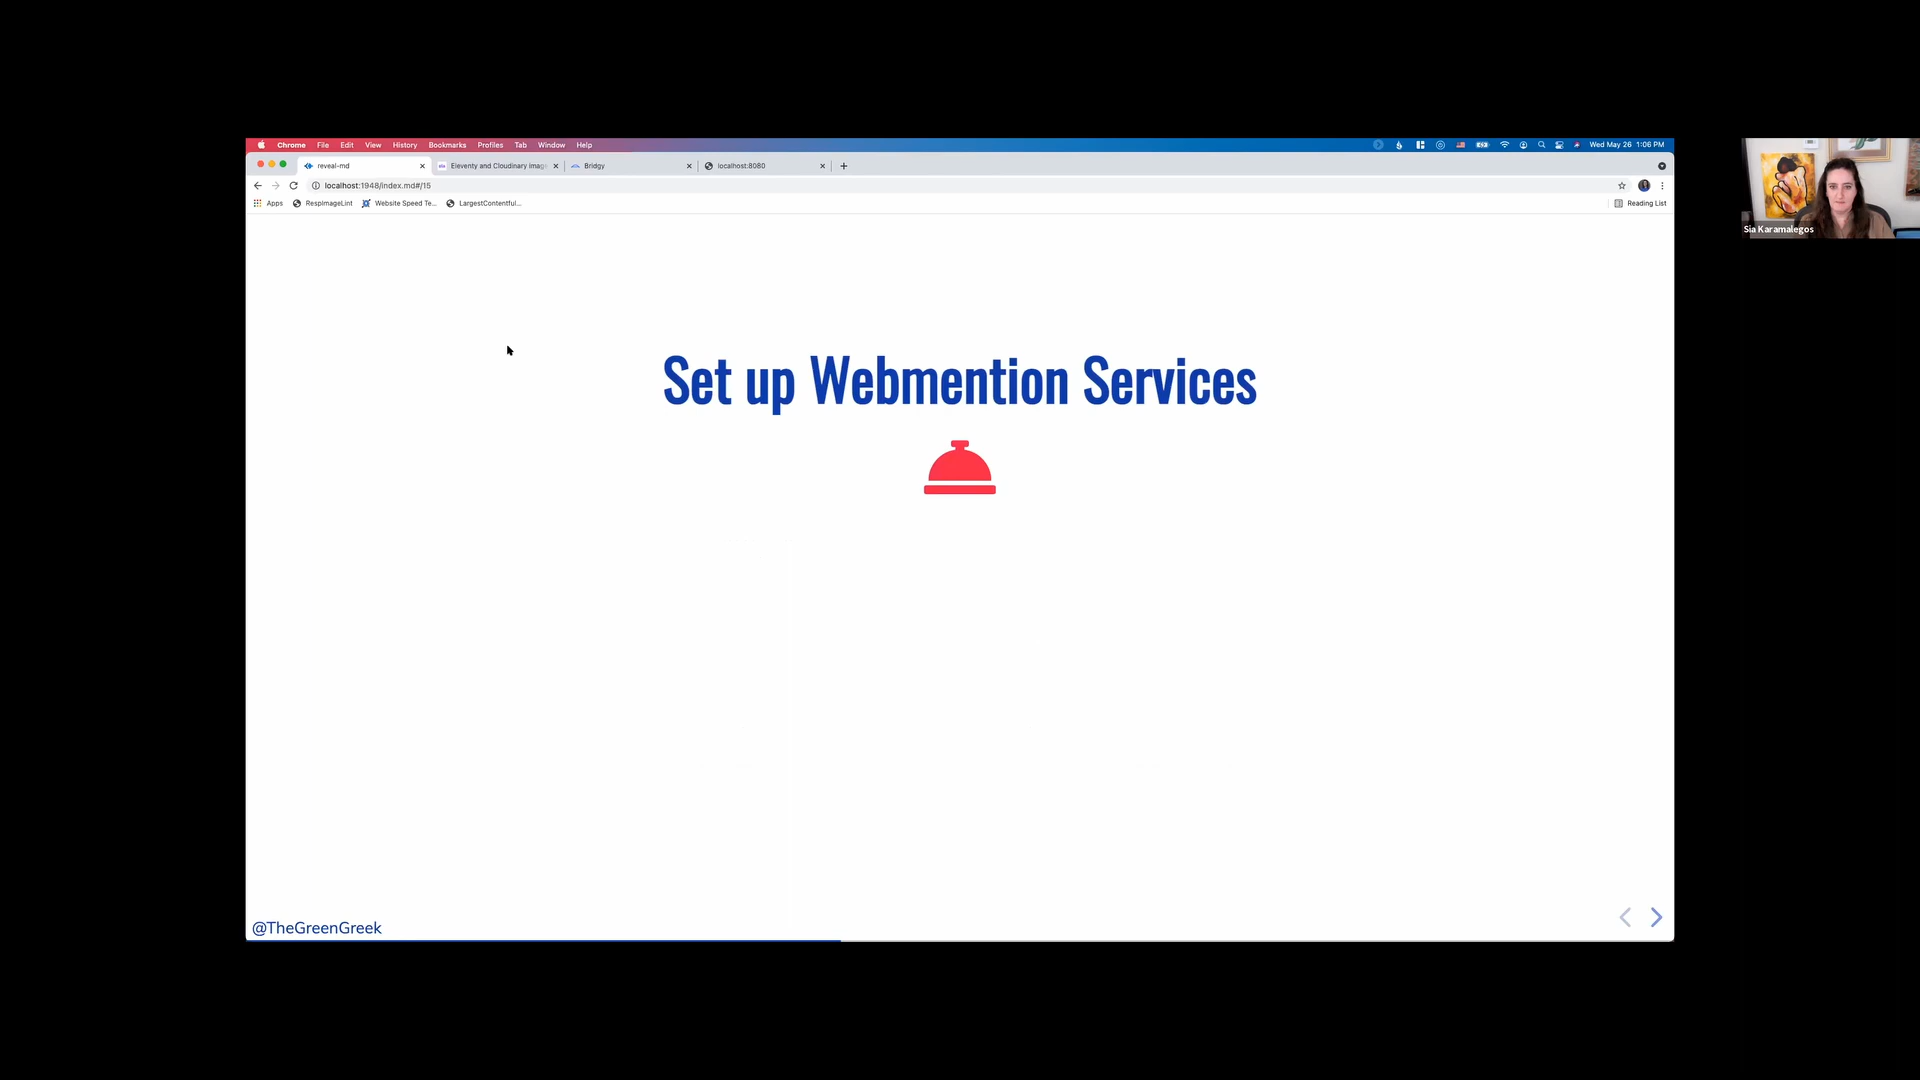 Chrome File Edit View History Bookmarks Profiles Tab Window Help Wed May 26 1:06 PM
reveal-md Eleventy and Cloudinary Imag Bridgy localhost:8080
localhost:1948/index.md#/15
Apps RespImageLint Website Speed Te... LargestContentful... Reading List
Sia Karamalegos
Set up Webmention Services
@TheGreenGreek